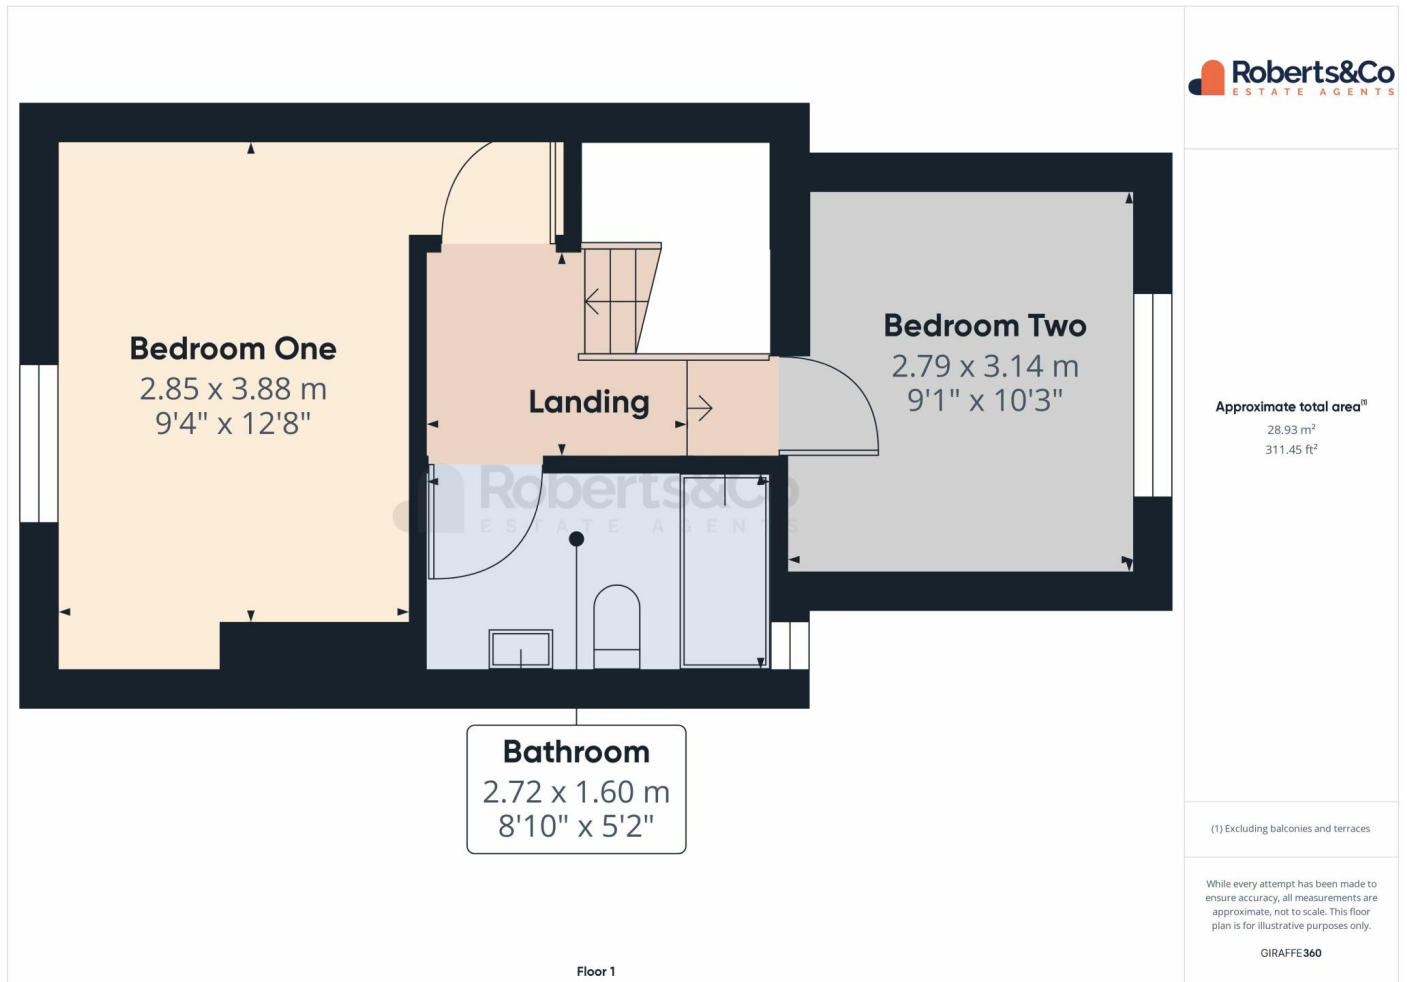 Roberts&Co
ESTATE AGENTS
Bedroom One
2.85 x 3.88 m
9'4" x 12'8"
Bedroom Two
2.79 x 3.14 m
9'1" x 10'3"
Landing
Roberts&Co
ESTATE AGENTS
Bathroom
2.72 x 1.60 m
8'10" x 5'2"
Floor 1
Approximate total area(1)
28.93 m²
311.45 ft²
(1) Excluding balconies and terraces
While every attempt has been made to
ensure accuracy, all measurements are
approximate, not to scale. This floor
plan is for illustrative purposes only.
GIRAFFE360